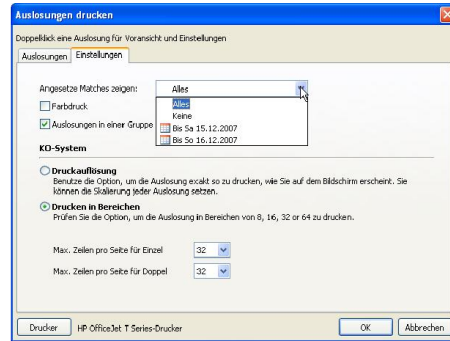 Auslosungen drucken
Doppelklick eine Auslosung für Voransicht und Einstellungen
Auslosungen Einstellungen
Angesetze Matches zeigen: Alles
Alles
Farbdruck
Keine
Auslosungen in einer Gruppe
Bis Sa 15.12.2007
Bis So 16.12.2007
KO-System
Druckauflösung
Benutze die Option, um die Auslosung exakt so zu drucken, wie Sie auf dem Bildschirm erscheint. Sie
können die Skalierung jeder Auslosung setzen.
Drucken in Bereichen
Prüfen Sie die Option, um die Auslosung in Bereichen von 8, 16, 32 or 64 zu drucken.
Max. Zeilen pro Seite für Einzel 32
Max. Zeilen pro Seite für Doppel 32
Drucker HP OfficeJet T Series-Drucker OK Abbrechen